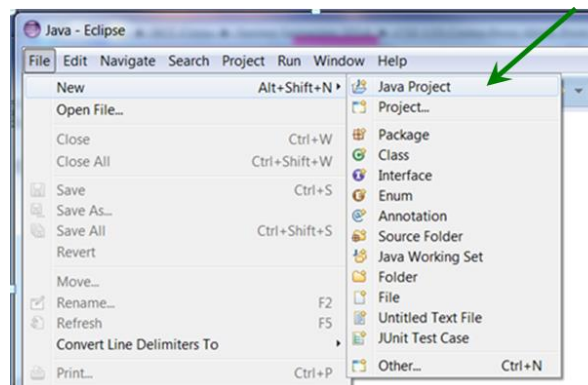 Java - Eclipse
File Edit Navigate Search Project Run Window Help
New Alt+Shift+N
Open File...
Close Ctrl+W
Close All Ctrl+Shift+W
Save Ctrl+S
Save As...
Save All Ctrl+Shift+S
Revert
Move...
Rename... F2
Refresh F5
Convert Line Delimiters To
Print... Ctrl+P
Java Project
Project...
Package
Class
Interface
Enum
Annotation
Source Folder
Java Working Set
Folder
File
Untitled Text File
JUnit Test Case
Other... Ctrl+N